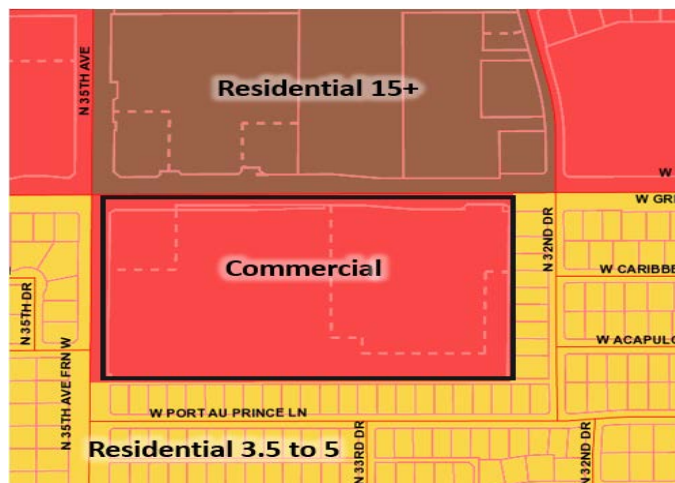 N 35TH AVE
Residential 15+
W
W GRE
Commercial
N 32ND DR
W CARIBBE
N 35TH DR
W ACAPULC
N 35TH AVE FRN W
W PORT AU PRINCE LN
Residential 3.5 to 5
N 33RD DR
N 32ND DR